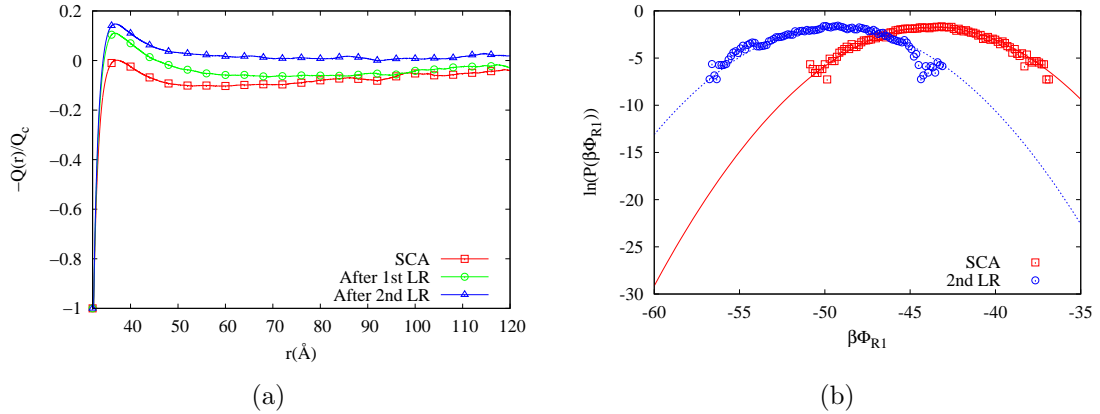 0.2
0
−0.2
−0.4
−0.6
−0.8
−1
−Q(r)/Q_c
SCA
After 1st LR
After 2nd LR
40 50 60 70 80 90 100 110 120
r(Å)
(a)
0
-5
-10
-15
-20
-25
-30
ln(P(βΦ_R1))
SCA
2nd LR
-60 -55 -50 -45 -40 -35
βΦ_R1
(b)